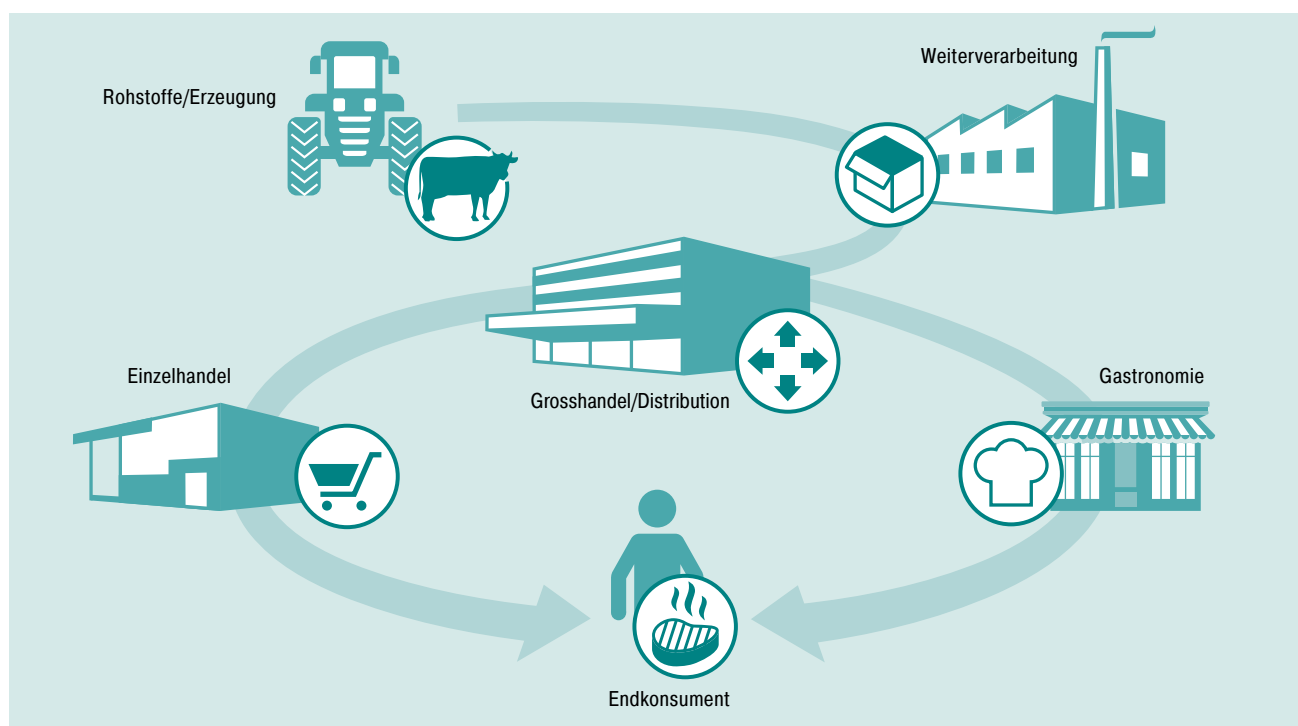 Weiterverarbeitung
Rohstoffe/Erzeugung
Einzelhandel
Gastronomie
Grosshandel/Distribution
Endkonsument